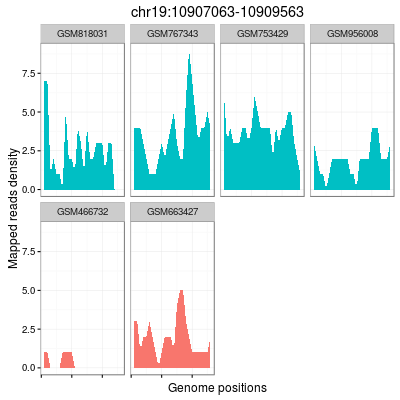 chr19:10907063-10909563
GSM818031 GSM767343 GSM753429 GSM956008
7.5
5.0
2.5
0.0
GSM466732 GSM663427
7.5
5.0
2.5
0.0
Mapped reads density
Genome positions